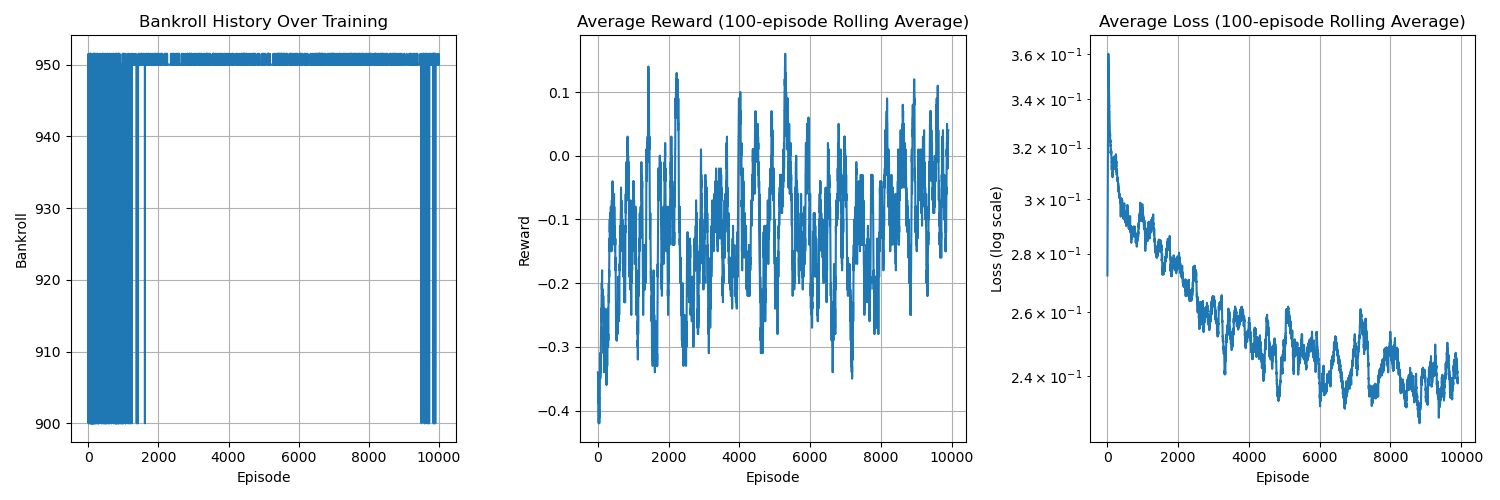 Bankroll History Over Training
Bankroll
950
940
930
920
910
900
0 2000 4000 6000 8000 10000
Episode
Average Reward (100-episode Rolling Average)
Reward
0.1
0.0
−0.1
−0.2
−0.3
−0.4
0 2000 4000 6000 8000 10000
Episode
Average Loss (100-episode Rolling Average)
Loss (log scale)
3.6 × 10⁻¹
3.4 × 10⁻¹
3.2 × 10⁻¹
3 × 10⁻¹
2.8 × 10⁻¹
2.6 × 10⁻¹
2.4 × 10⁻¹
0 2000 4000 6000 8000 10000
Episode